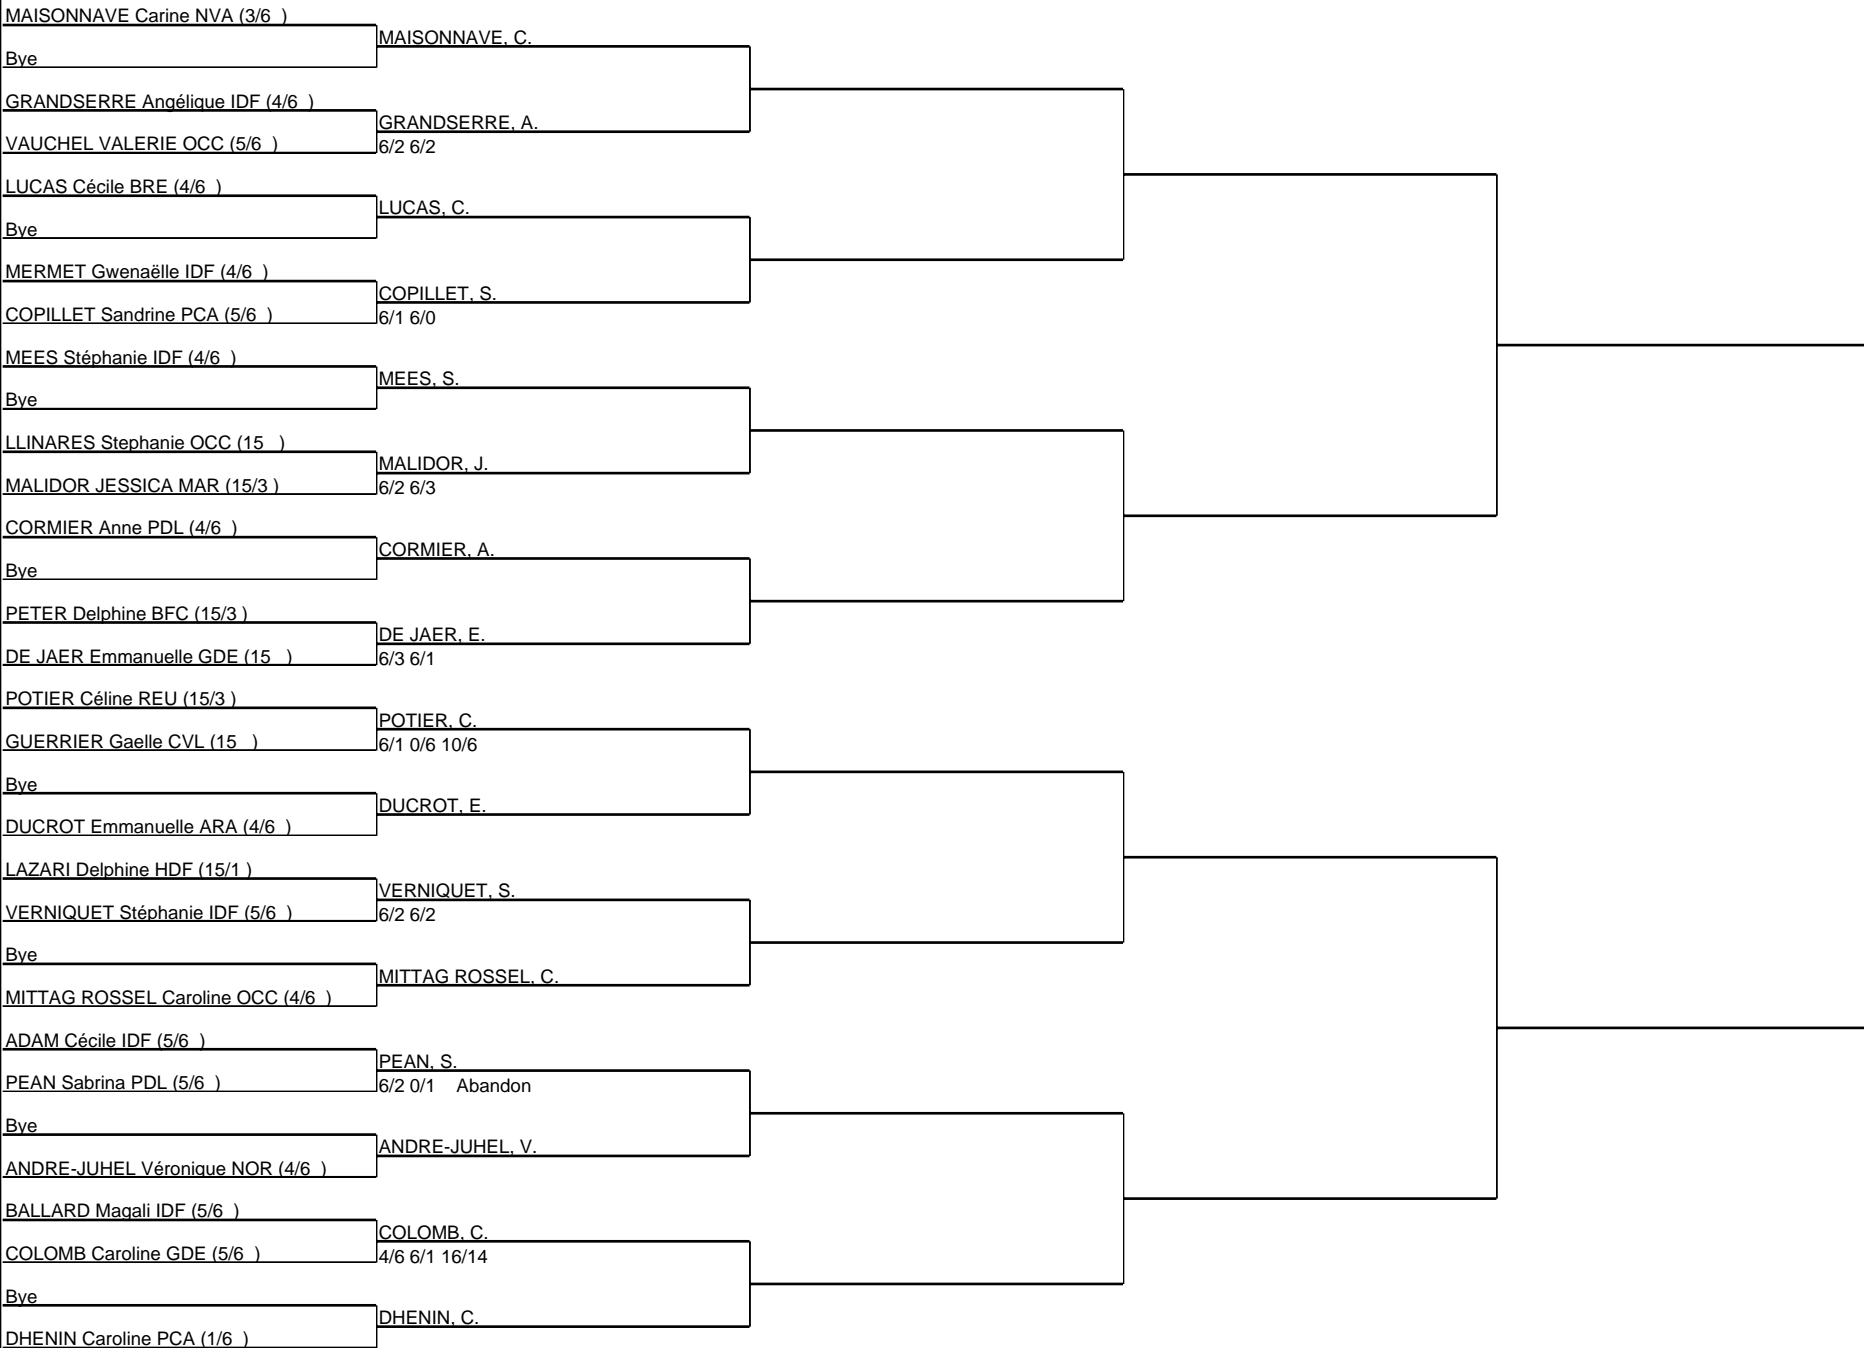 MAISONNAVE Carine NVA (3/6  )
MAISONNAVE, C.
Bye
GRANDSERRE Angélique IDF (4/6  )
GRANDSERRE, A.
VAUCHEL VALERIE OCC (5/6  )
6/2 6/2
LUCAS Cécile BRE (4/6  )
LUCAS, C.
Bye
MERMET Gwenaëlle IDF (4/6  )
COPILLET, S.
COPILLET Sandrine PCA (5/6  )
6/1 6/0
MEES Stéphanie IDF (4/6  )
MEES, S.
Bye
LLINARES Stephanie OCC (15   )
MALIDOR, J.
MALIDOR JESSICA MAR (15/3 )
6/2 6/3
CORMIER Anne PDL (4/6  )
CORMIER, A.
Bye
PETER Delphine BFC (15/3 )
DE JAER, E.
DE JAER Emmanuelle GDE (15   )
6/3 6/1
POTIER Céline REU (15/3 )
POTIER, C.
GUERRIER Gaelle CVL (15   )
6/1 0/6 10/6
Bye
DUCROT, E.
DUCROT Emmanuelle ARA (4/6  )
LAZARI Delphine HDF (15/1 )
VERNIQUET, S.
VERNIQUET Stéphanie IDF (5/6  )
6/2 6/2
Bye
MITTAG ROSSEL, C.
MITTAG ROSSEL Caroline OCC (4/6  )
ADAM Cécile IDF (5/6  )
PEAN, S.
PEAN Sabrina PDL (5/6  )
6/2 0/1    Abandon
Bye
ANDRE-JUHEL, V.
ANDRE-JUHEL Véronique NOR (4/6  )
BALLARD Magali IDF (5/6  )
COLOMB, C.
COLOMB Caroline GDE (5/6  )
4/6 6/1 16/14
Bye
DHENIN, C.
DHENIN Caroline PCA (1/6  )